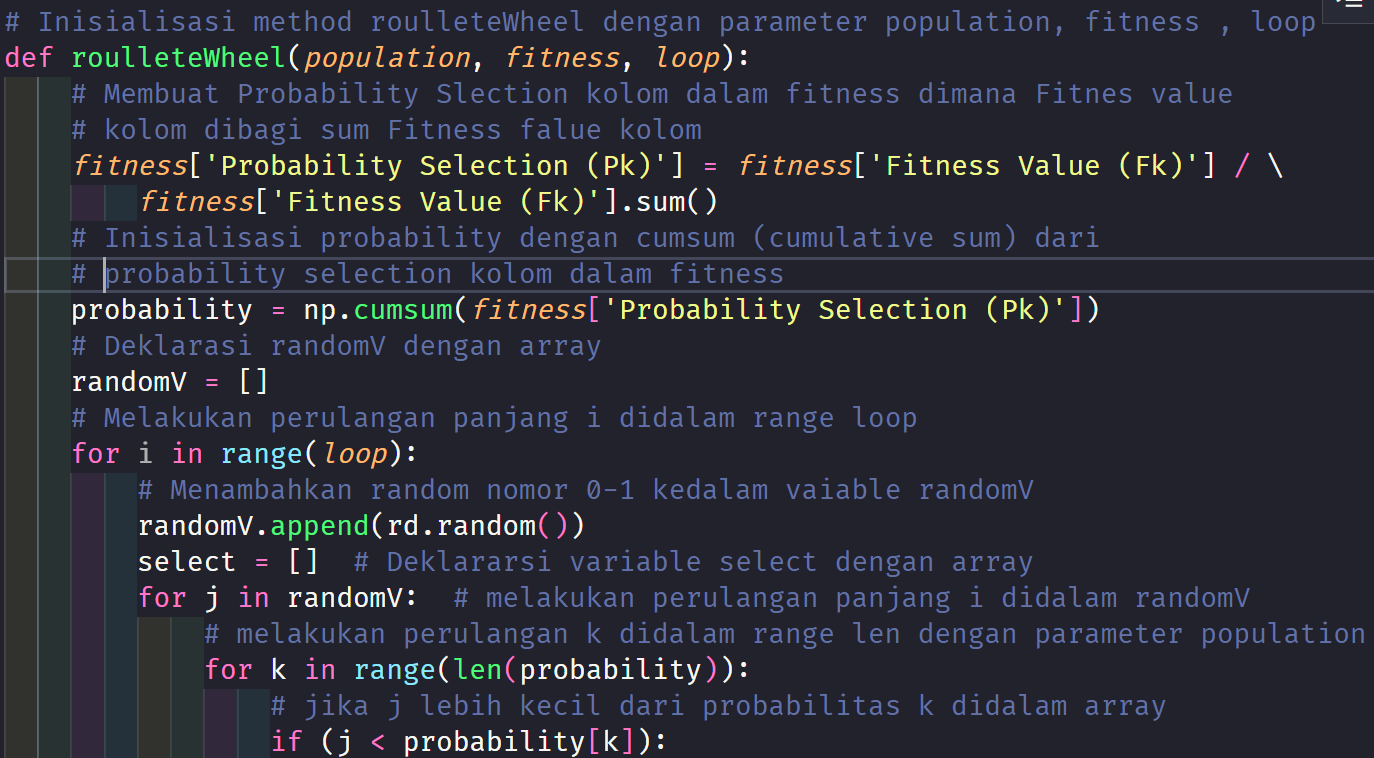 # Inisialisasi method roulleteWheel dengan parameter population, fitness , loop
def roulleteWheel(population, fitness, loop):
# Membuat Probability Slection kolom dalam fitness dimana Fitnes value
# kolom dibagi sum Fitness falue kolom
fitness['Probability Selection (Pk)'] = fitness['Fitness Value (Fk)'] / \
fitness['Fitness Value (Fk)'].sum()
# Inisialisasi probability dengan cumsum (cumulative sum) dari
# probability selection kolom dalam fitness
probability = np.cumsum(fitness['Probability Selection (Pk)'])
# Deklarasi randomV dengan array
randomV = []
# Melakukan perulangan panjang i didalam range loop
for i in range(loop):
# Menambahkan random nomor 0-1 kedalam vaiable randomV
randomV.append(rd.random())
select = []  # Deklararsi variable select dengan array
for j in randomV:  # melakukan perulangan panjang i didalam randomV
# melakukan perulangan k didalam range len dengan parameter population
for k in range(len(probability)):
# jika j lebih kecil dari probabilitas k didalam array
if (j < probability[k]):